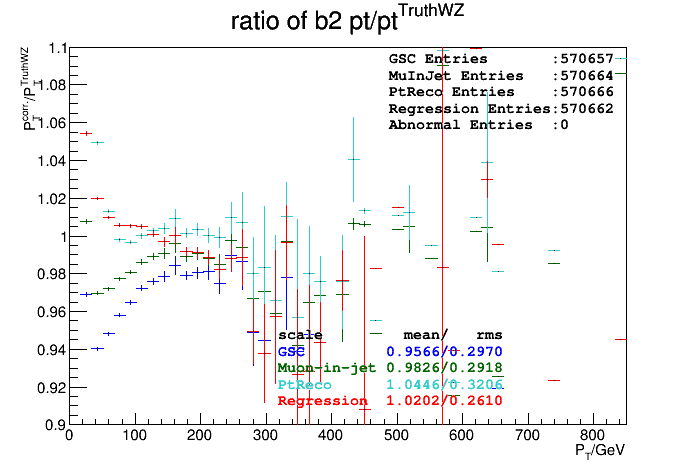 ratio of b2 pt/pt^TruthWZ
P_T^corr./P_T^TruthWZ
1.1
1.08
1.06
1.04
1.02
1
0.98
0.96
0.94
0.92
0.9
GSC Entries :570657
MuInJet Entries :570664
PtReco Entries :570666
Regression Entries:570662
Abnormal Entries :0
scale mean/ rms
GSC 0.9566/0.2970
Muon-in-jet 0.9826/0.2918
PtReco 1.0446/0.3206
Regression 1.0202/0.2610
0 100 200 300 400 500 600 700 800
P_T/GeV